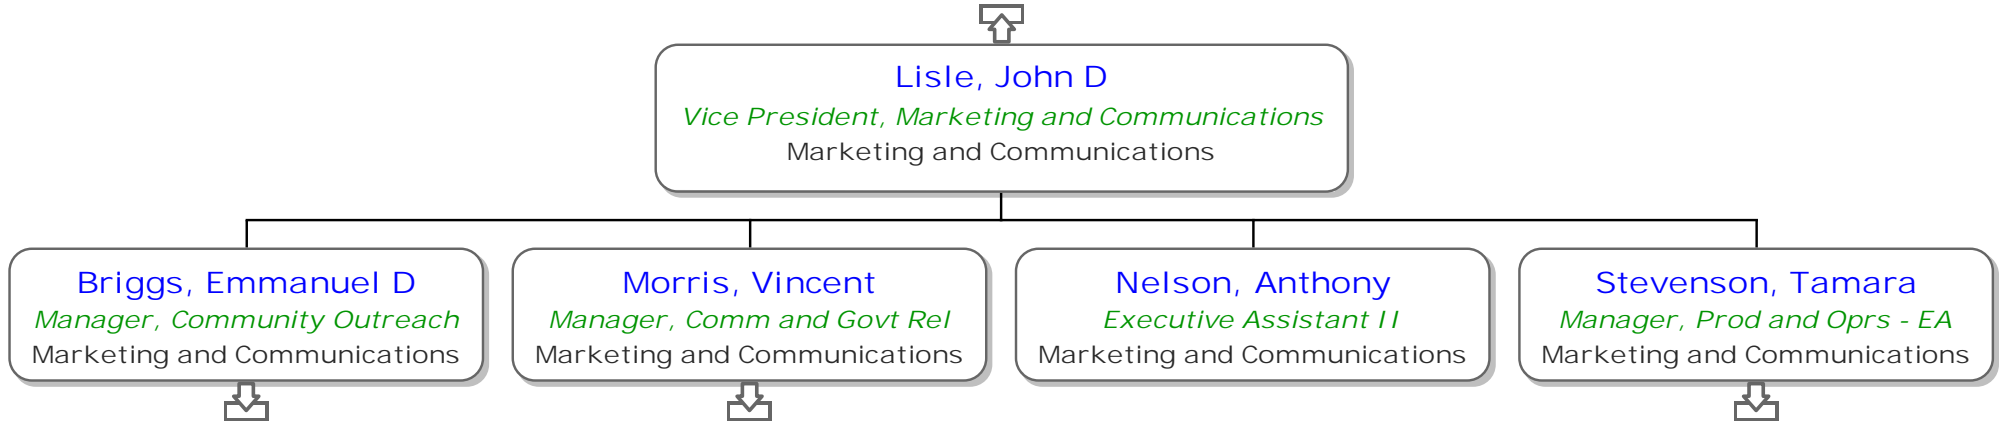 Lisle, John D
Vice President, Marketing and Communications
Marketing and Communications
Briggs, Emmanuel D
Manager, Community Outreach
Marketing and Communications
Morris, Vincent
Manager, Comm and Govt Rel
Marketing and Communications
Nelson, Anthony
Executive Assistant II
Marketing and Communications
Stevenson, Tamara
Manager, Prod and Oprs - EA
Marketing and Communications